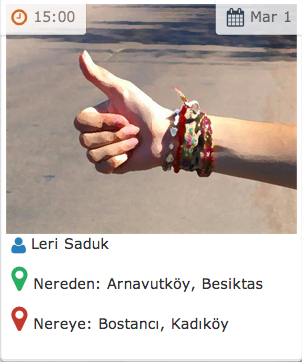 15:00
Mar 1
Leri Saduk
Nereden: Arnavutköy, Besiktas
Nereye: Bostancı, Kadıköy